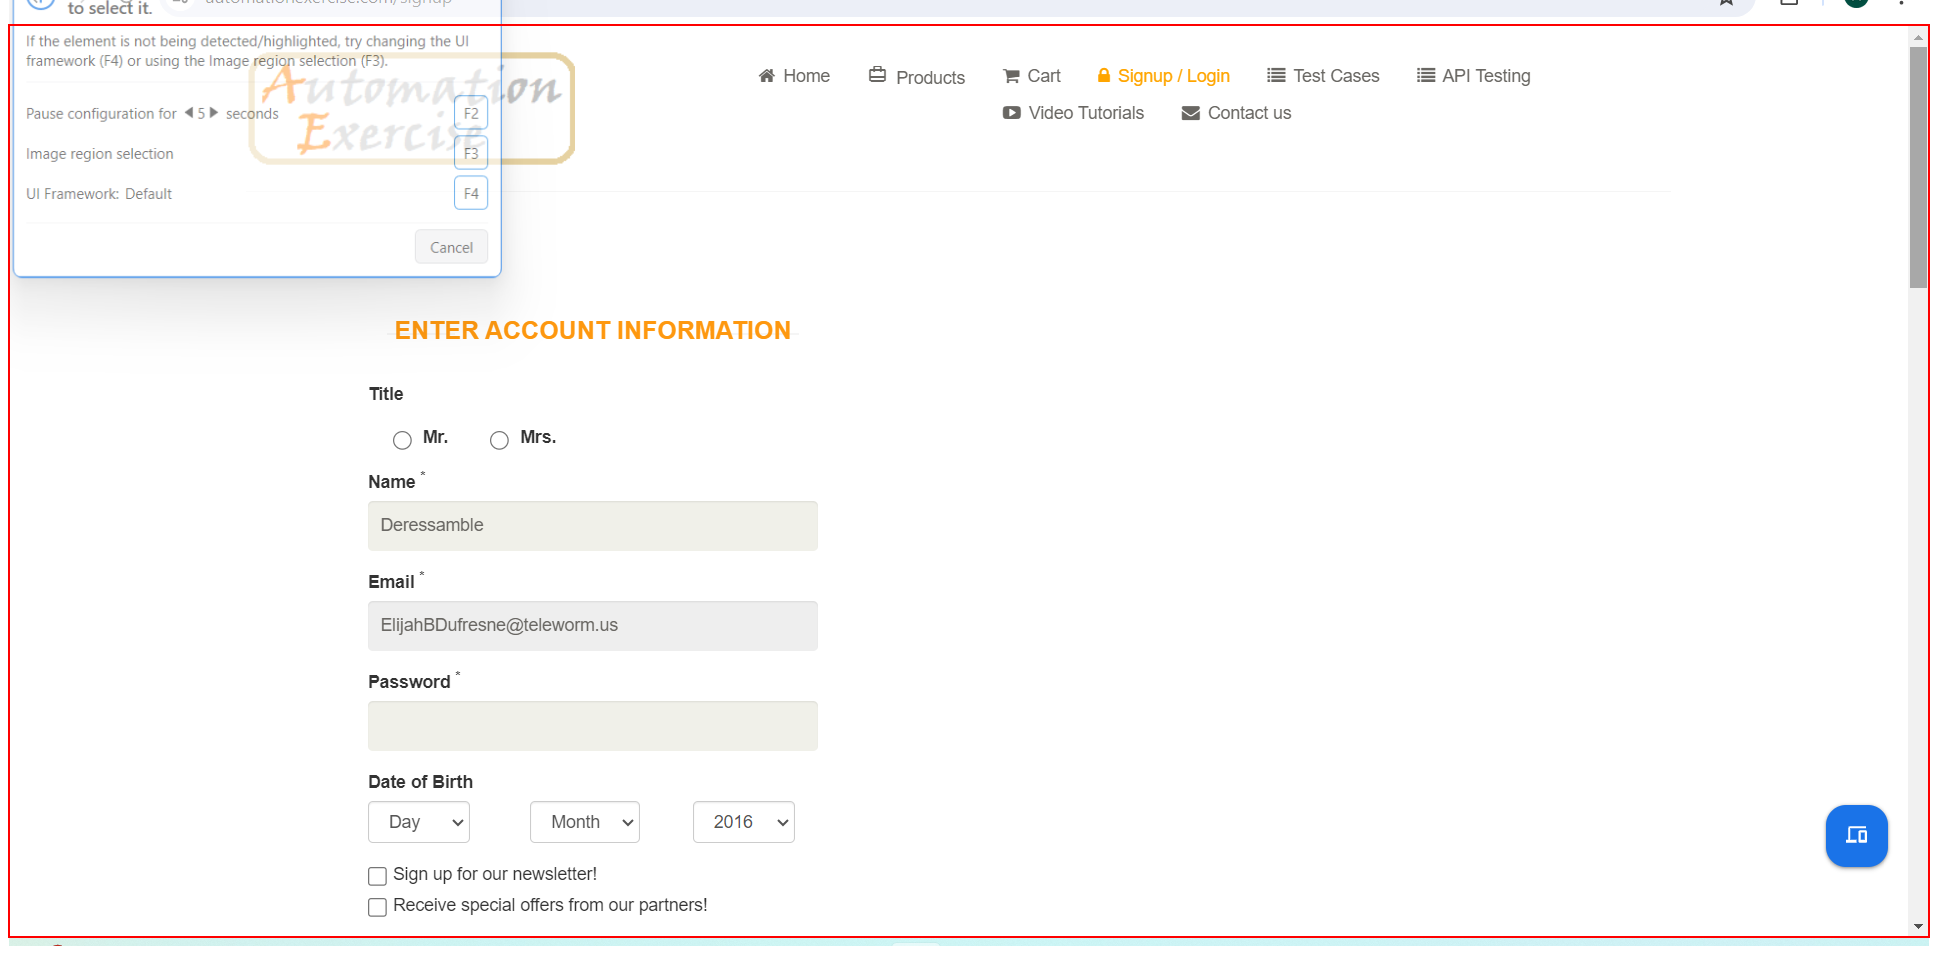 to select it.
automationexercise.com/signup
If the element is not being detected/highlighted, try changing the UI
framework (F4) or using the Image region selection (F3).
Pause configuration for 5 seconds F2
Image region selection F3
UI Framework: Default F4
Cancel
Automation
Exercise
Home Products Cart Signup / Login Test Cases API Testing
Video Tutorials Contact us
ENTER ACCOUNT INFORMATION
Title
Mr. Mrs.
Name *
Deressamble
Email *
ElijahBDufresne@teleworm.us
Password *
Date of Birth
Day Month 2016
Sign up for our newsletter!
Receive special offers from our partners!